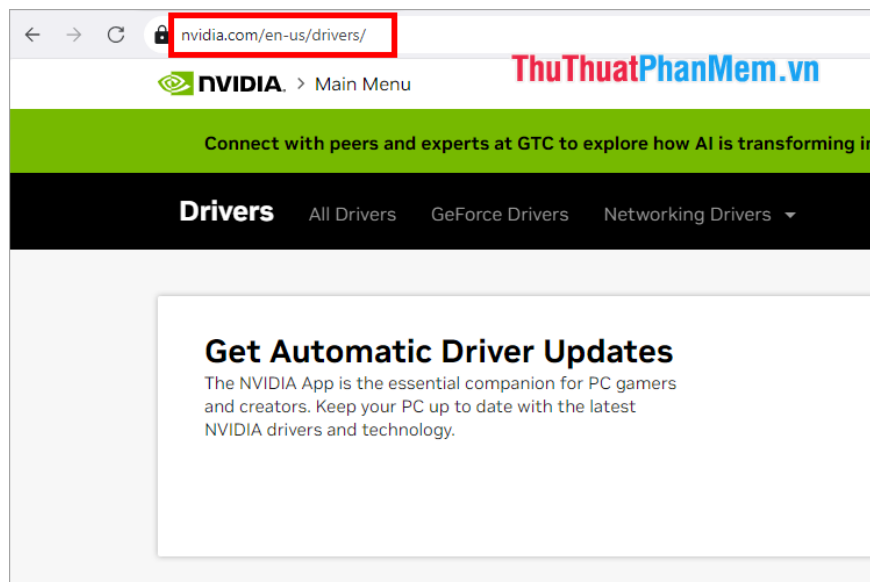 nvidia.com/en-us/drivers/
ThuThuatPhanMem.vn
NVIDIA. > Main Menu
Connect with peers and experts at GTC to explore how AI is transforming
Drivers All Drivers GeForce Drivers Networking Drivers
Get Automatic Driver Updates
The NVIDIA App is the essential companion for PC gamers
and creators. Keep your PC up to date with the latest
NVIDIA drivers and technology.